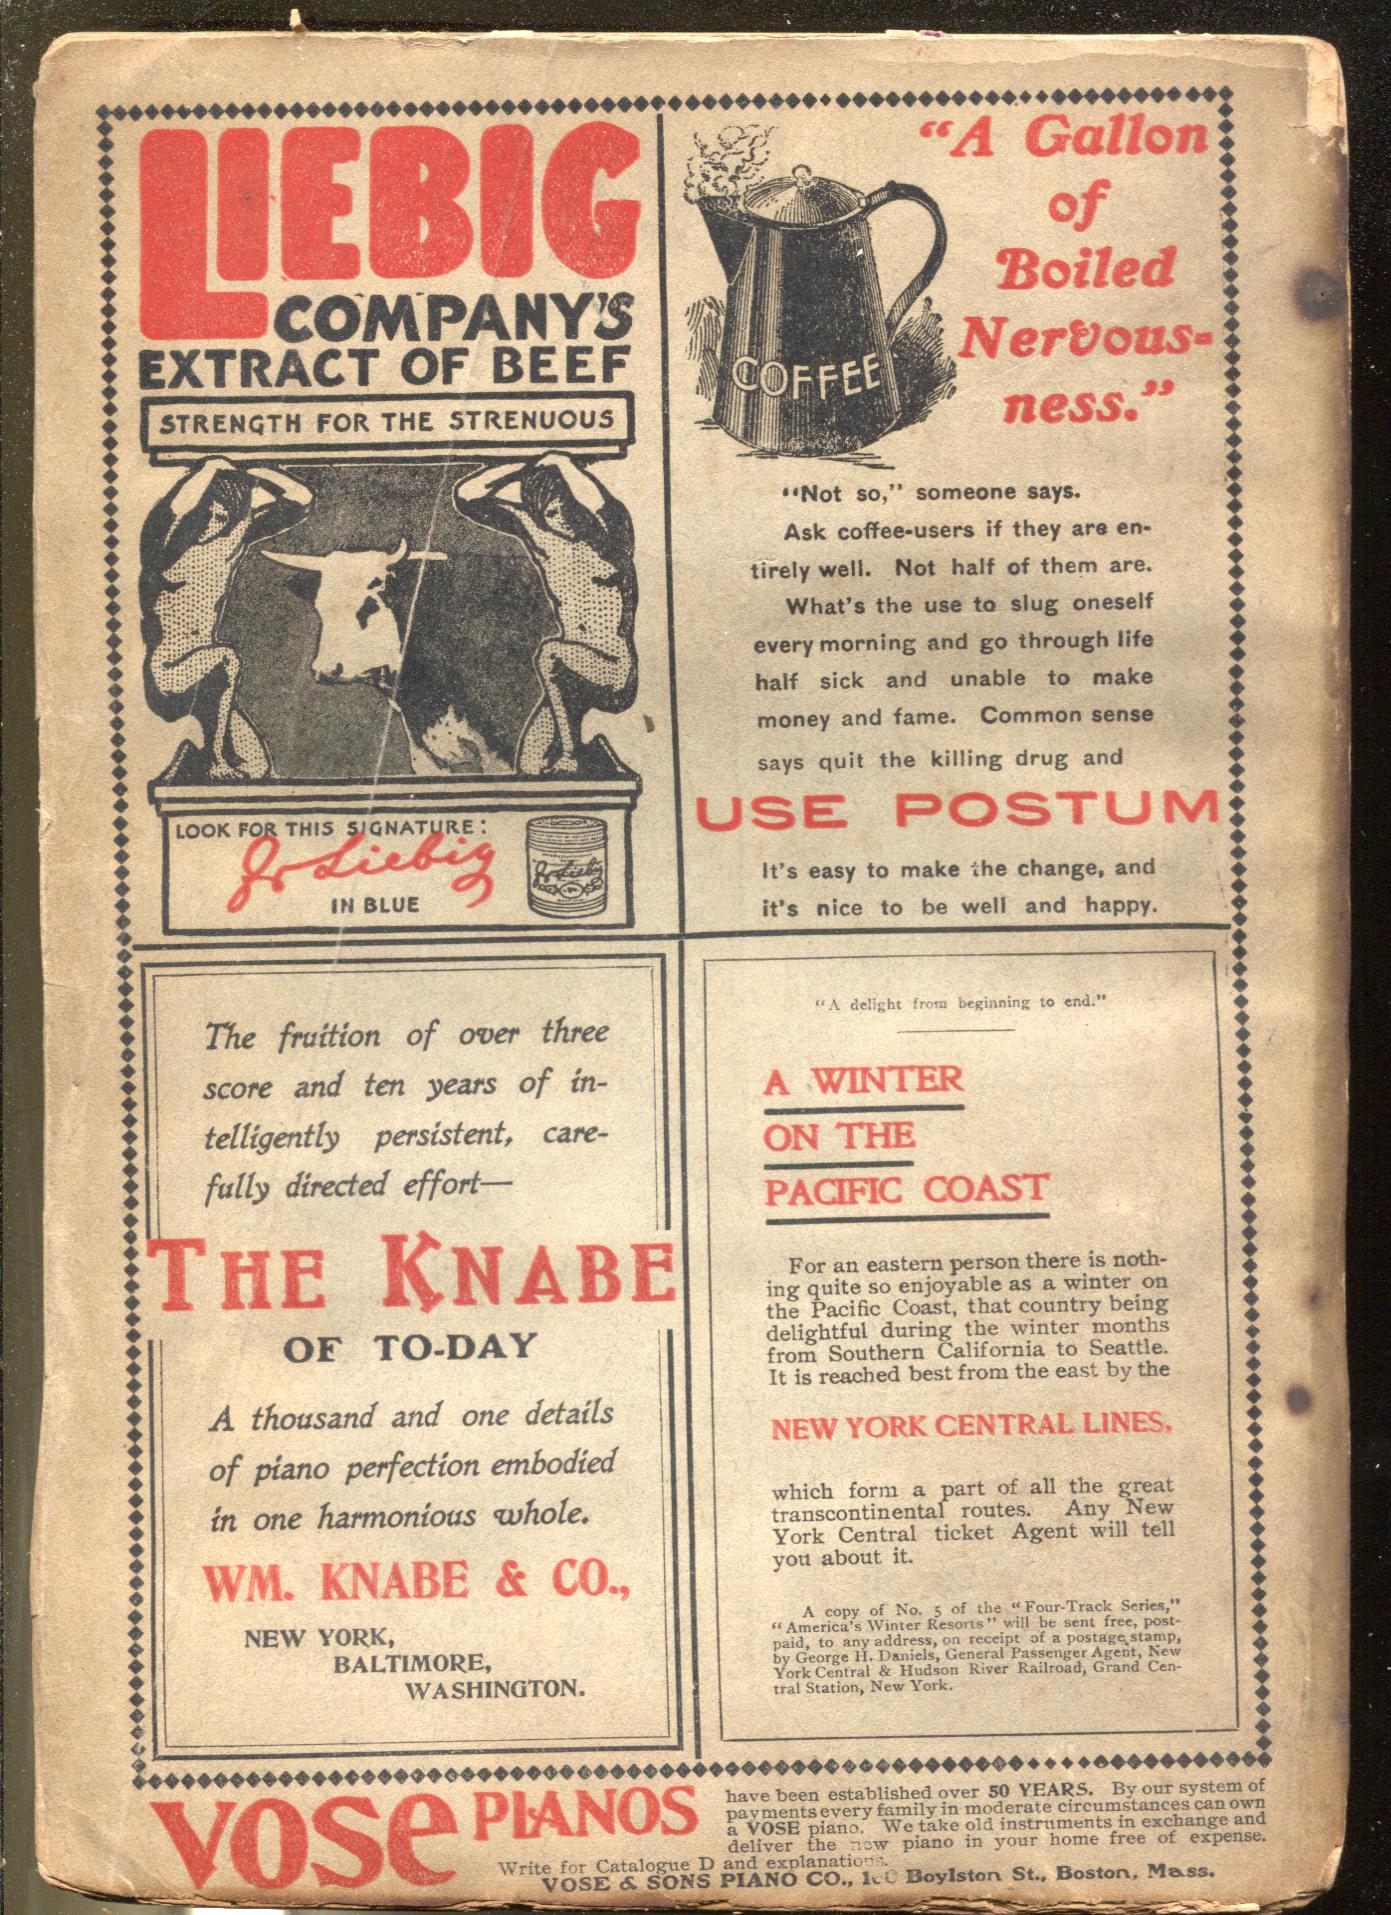 LIEBIG
COMPANY'S
EXTRACT OF BEEF
STRENGTH FOR THE STRENUOUS
LOOK FOR THIS SIGNATURE:
Jv Liebig
IN BLUE
Jv Liebig
COFFEE
"A Gallon
of
Boiled
Nervous-
ness."
"Not so," someone says.
Ask coffee-users if they are en-
tirely well. Not half of them are.
What's the use to slug oneself
every morning and go through life
half sick and unable to make
money and fame. Common sense
says quit the killing drug and
USE POSTUM
It's easy to make the change, and
it's nice to be well and happy.
The fruition of over three
score and ten years of in-
telligently persistent, care-
fully directed effort—
THE KNABE
OF TO-DAY
A thousand and one details
of piano perfection embodied
in one harmonious whole.
WM. KNABE & CO.,
NEW YORK,
BALTIMORE,
WASHINGTON.
"A delight from beginning to end."
A WINTER
ON THE
PACIFIC COAST
For an eastern person there is noth-
ing quite so enjoyable as a winter on
the Pacific Coast, that country being
delightful during the winter months
from Southern California to Seattle.
It is reached best from the east by the
NEW YORK CENTRAL LINES,
which form a part of all the great
transcontinental routes. Any New
York Central ticket Agent will tell
you about it.
A copy of No. 5 of the "Four-Track Series,"
"America's Winter Resorts" will be sent free, post-
paid, to any address, on receipt of a postage stamp,
by George H. Daniels, General Passenger Agent, New
York Central & Hudson River Railroad, Grand Cen-
tral Station, New York.
VOSE PIANOS
have been established over 50 YEARS. By our system of
payments every family in moderate circumstances can own
a VOSE piano. We take old instruments in exchange and
deliver the new piano in your home free of expense.
Write for Catalogue D and explanations.
VOSE & SONS PIANO CO., Boylston St., Boston, Mass.